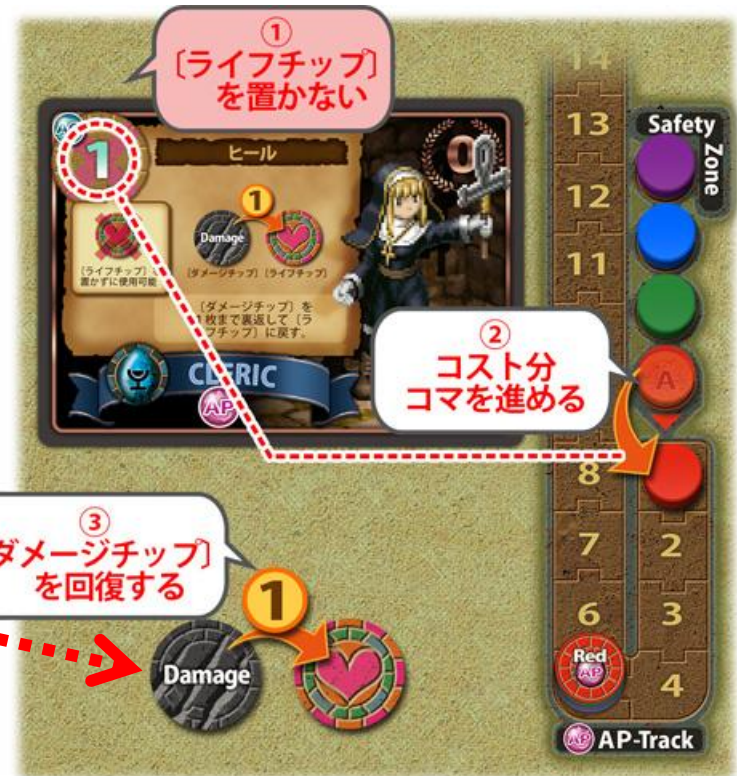 ①
〔ライフチップ〕
を置かない
1
ヒール
0
1
Damage
〔ダメージチップ〕 〔ライフチップ〕
〔ライフチップ〕
置かずに使用可能
〔ダメージチップ〕を
枚まで裏返して〔ラ
フチップ〕に戻す。
CLERIC
AP
②
コスト分
コマを進める
③
ダメージチップ〕
を回復する
1
Damage
14
13
12
11
8
7
6
Safety
Zone
A
2
3
4
Red
AP
AP AP-Track